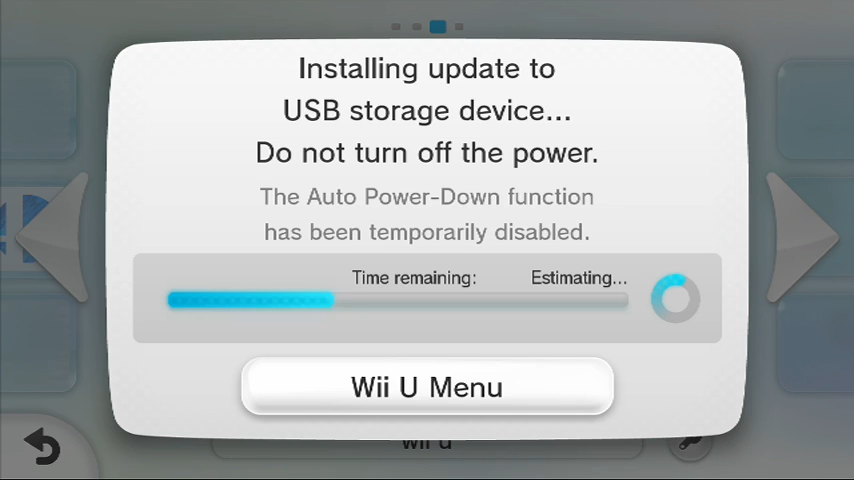 Installing update to
USB storage device...
Do not turn off the power.
The Auto Power-Down function
has been temporarily disabled.
Time remaining: Estimating...
Wii U Menu
Wii U